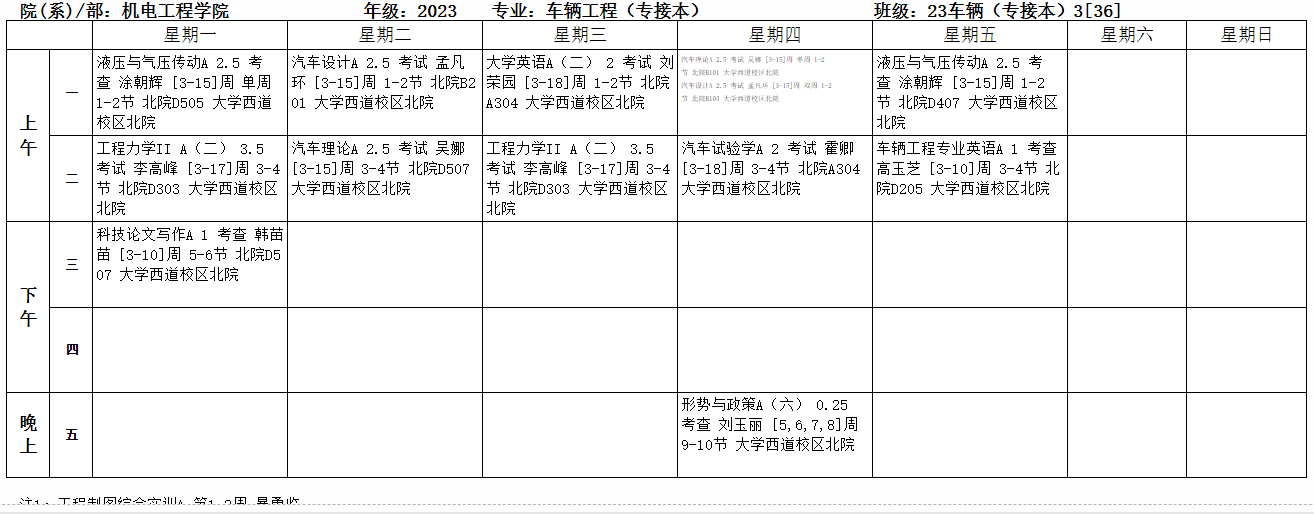 院(系)/部：机电工程学院 年级：2023 专业：车辆工程（专接本） 班级：23车辆（专接本）3[36]
星期一 星期二 星期三 星期四 星期五 星期六 星期日
上午
一
液压与气压传动A 2.5 考
查 涂朝辉 [3-15]周 单周
1-2节 北院D505 大学西道
校区北院
汽车设计A 2.5 考试 孟凡
环 [3-15]周 1-2节 北院B2
01 大学西道校区北院
大学英语A（二） 2 考试 刘
荣园 [3-18]周 1-2节 北院
A304 大学西道校区北院
汽车理论A 2.5 考试 吴娜 [3-15]周 单周 1-2
节 北院B101 大学西道校区北院
汽车设计A 2.5 考试 孟凡环 [3-15]周 双周 1-2
节 北院B103 大学西道校区北院
液压与气压传动A 2.5 考
查 涂朝辉 [3-15]周 1-2
节 北院D407 大学西道校区
北院
二
工程力学II A（二） 3.5
考试 李高峰 [3-17]周 3-4
节 北院D303 大学西道校区
北院
汽车理论A 2.5 考试 吴娜
[3-15]周 3-4节 北院D507
大学西道校区北院
工程力学II A（二） 3.5
考试 李高峰 [3-17]周 3-4
节 北院D303 大学西道校区
北院
汽车试验学A 2 考试 霍卿
[3-18]周 3-4节 北院A304
大学西道校区北院
车辆工程专业英语A 1 考查
高玉芝 [3-10]周 3-4节 北
院D205 大学西道校区北院
下午
三
科技论文写作A 1 考查 韩苗
苗 [3-10]周 5-6节 北院D5
07 大学西道校区北院
四
晚上
五
形势与政策A（六） 0.25
考查 刘玉丽 [5,6,7,8]周
9-10节 大学西道校区北院